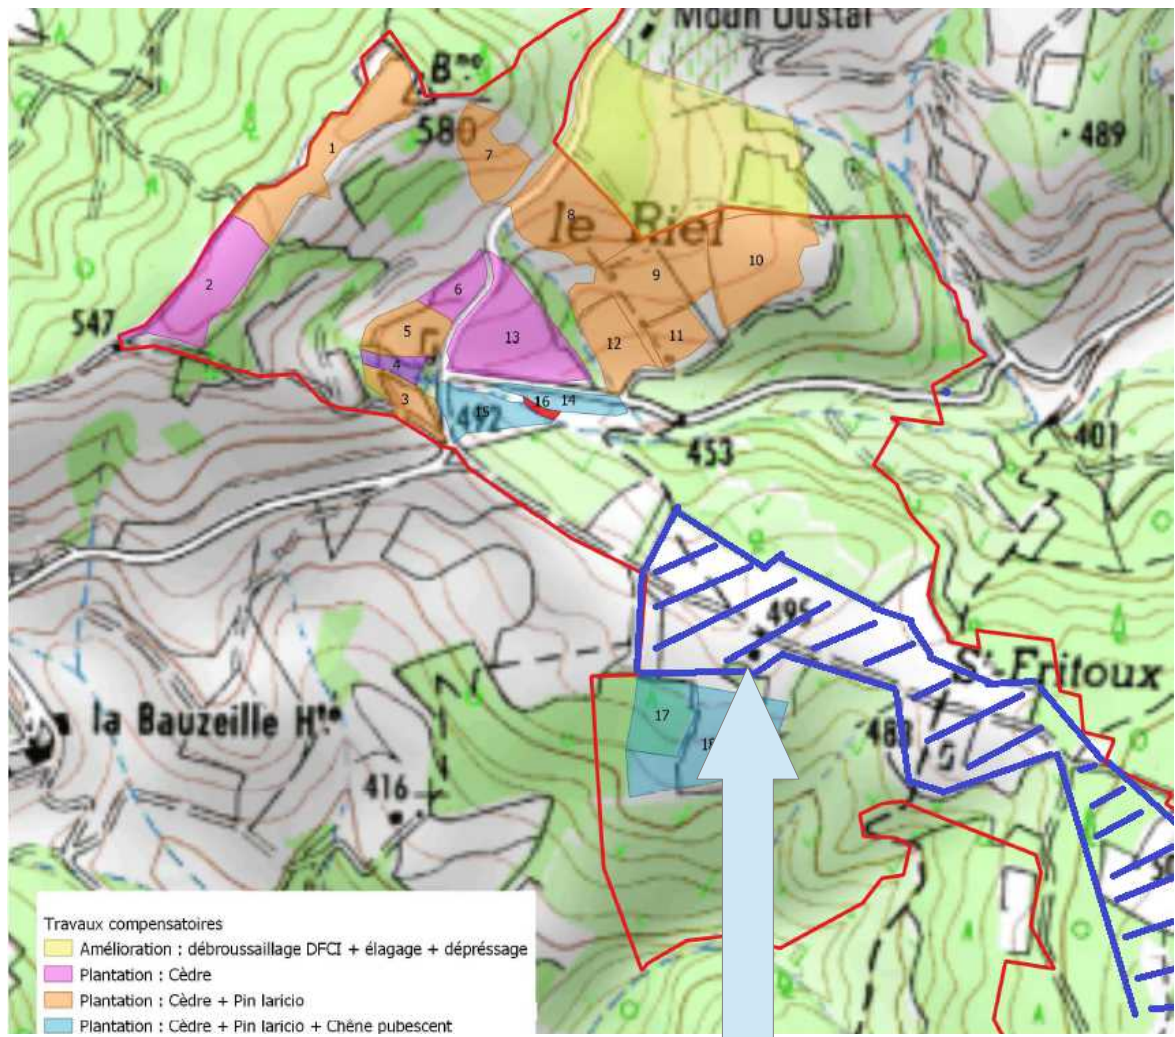 Moun Oustal
Bne
580
489
1
7
8
le Riel
2
9
10
547
6
5
13
12
11
4
3
16
14
15
492
401
453
495
St-Fritoux
la Bauzeille Hte
17
18
416
Travaux compensatoires
Amélioration : débroussaillage DFCI + élagage + dépréssage
Plantation : Cèdre
Plantation : Cèdre + Pin laricio
Plantation : Cèdre + Pin laricio + Chêne pubescent